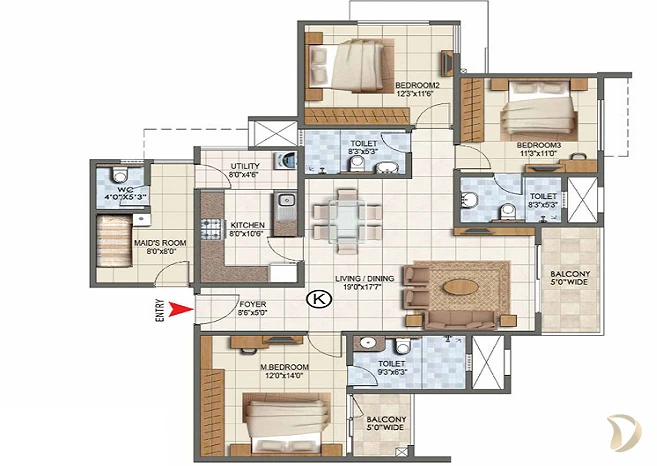 BEDROOM2
12'3"x11'6"
BEDROOM3
11'3"x11'0"
TOILET
8'3"x5'3"
UTILITY
8'0"x4'6"
WC
4'0"X5'3"
TOILET
8'3"x5'3"
KITCHEN
8'0"x10'6"
MAID'S ROOM
8'0"x8'0"
LIVING / DINING
19'0"x17'7"
BALCONY
5'0"WIDE
ENTRY
FOYER
8'6"x5'0"
K
M.BEDROOM
12'0"x14'0"
TOILET
9'3"x6'3"
BALCONY
5'0"WIDE